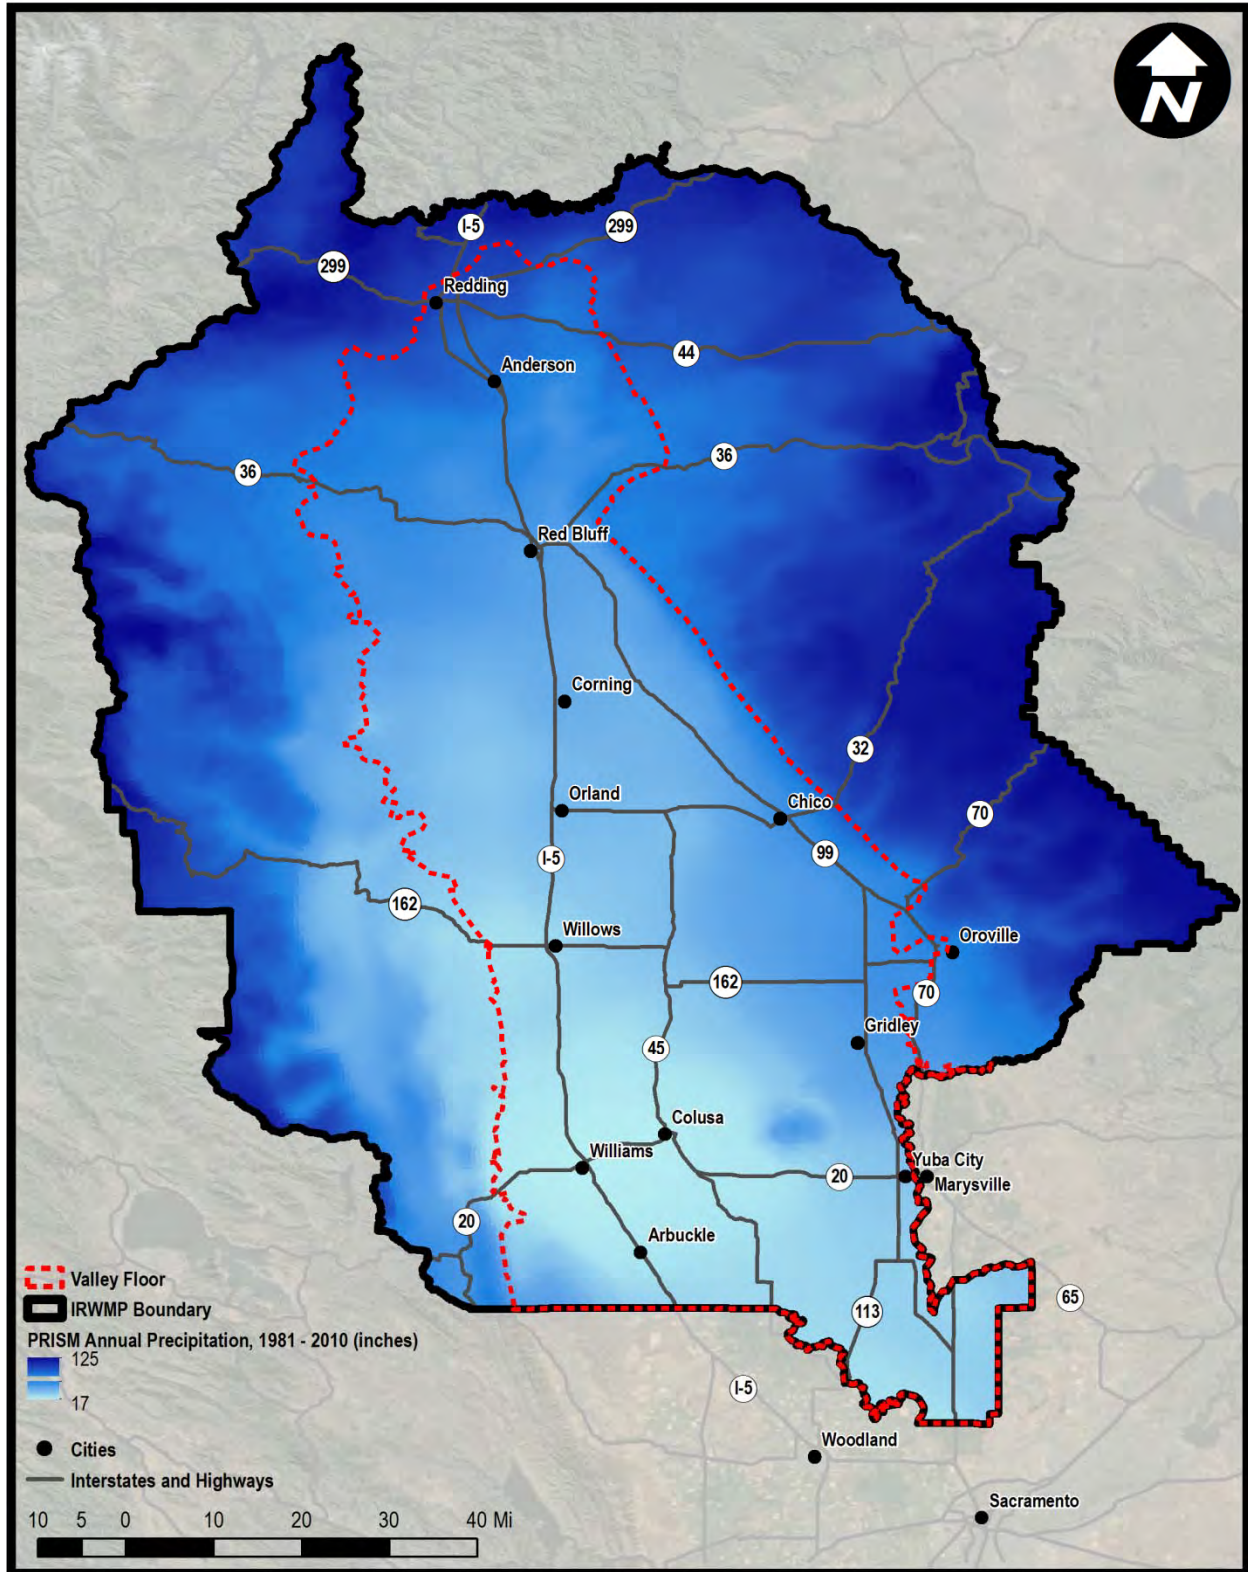 N
I-5
299
299
Redding
44
Anderson
36
36
Red Bluff
Corning
32
Orland
Chico
70
99
I-5
162
Willows
Oroville
162
70
Gridley
45
Colusa
Williams
Yuba City
20
Marysville
20
Arbuckle
Valley Floor
IRWMP Boundary
65
113
PRISM Annual Precipitation, 1981 - 2010 (inches)
125
17
I-5
Cities
Woodland
Interstates and Highways
Sacramento
10 5 0 10 20 30 40 Mi